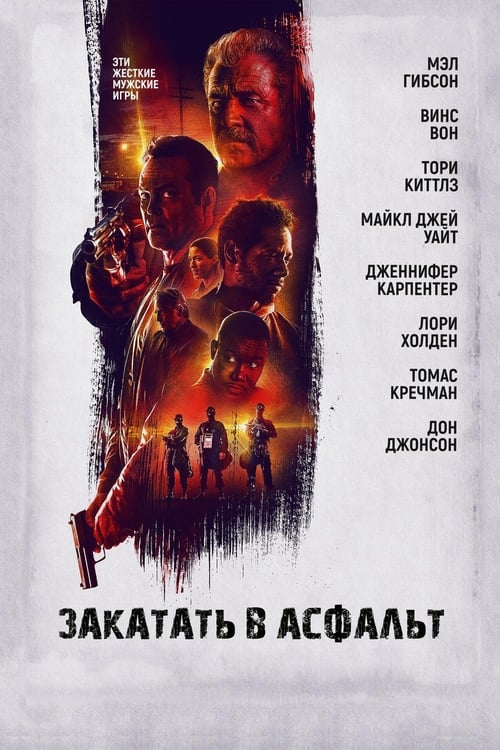 ЭТИ
ЖЕСТКИЕ
МУЖСКИЕ
ИГРЫ
МЭЛ
ГИБСОН
ВИНС
ВОН
ТОРИ
КИТТЛЗ
МАЙКЛ ДЖЕЙ
УАЙТ
ДЖЕННИФЕР
КАРПЕНТЕР
ЛОРИ
ХОЛДЕН
ТОМАС
КРЕЧМАН
ДОН
ДЖОНСОН
ЗАКАТАТЬ В АСФАЛЬТ